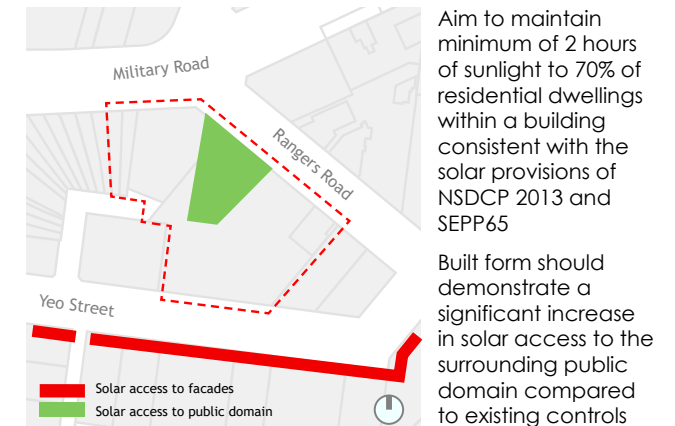 Military Road
Rangers Road
Yeo Street
Solar access to facades
Solar access to public domain
Aim to maintain
minimum of 2 hours
of sunlight to 70% of
residential dwellings
within a building
consistent with the
solar provisions of
NSDCP 2013 and
SEPP65
Built form should
demonstrate a
significant increase
in solar access to the
surrounding public
domain compared
to existing controls